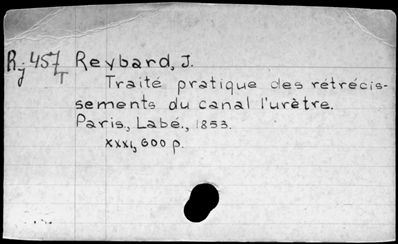 Rj 457 T Reybard, J.
Traité pratique des rétrécis-
sements du canal l'urètre.
Paris, Labé., 1853.
XXXI, 600 p.